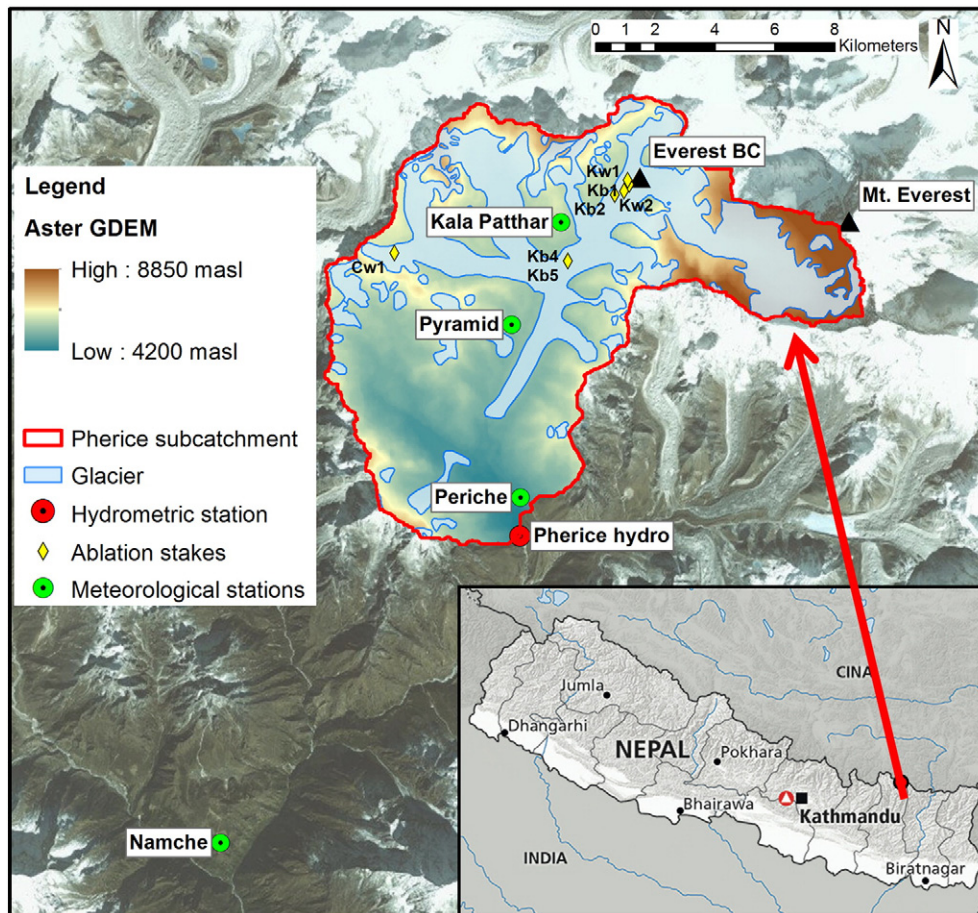 0 1 2 4 6 8
Kilometers
N
Everest BC
Kw1
Kb1
Kb2
Kw2
Mt. Everest
Kala Patthar
Kb4
Kb5
Cw1
Pyramid
Periche
Pherice hydro
Namche
Legend
Aster GDEM
High : 8850 masl
Low : 4200 masl
Pherice subcatchment
Glacier
Hydrometric station
Ablation stakes
Meteorological stations
CINA
Jumla
Dhangarhi
NEPAL
Pokhara
Bhairawa
Kathmandu
INDIA
Biratnagar